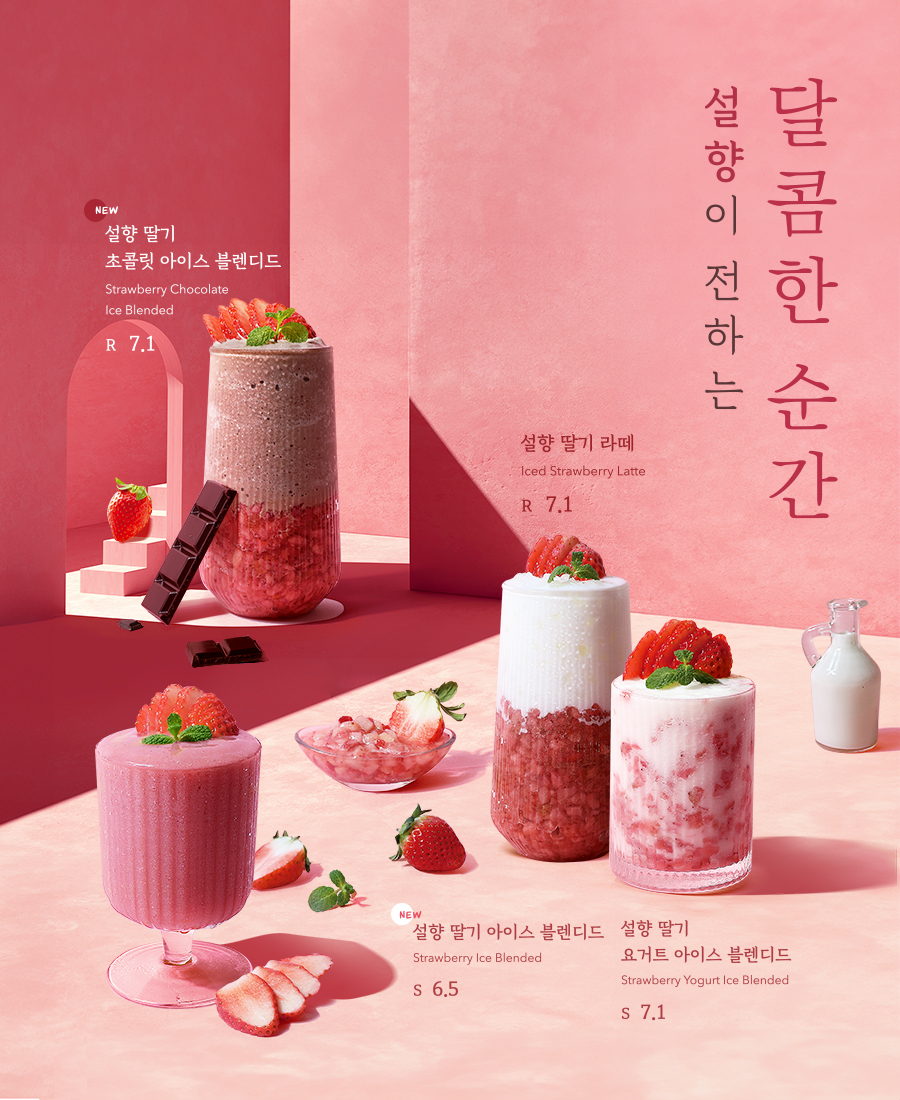 달콤한 순간
설향이 전하는
NEW
설향 딸기
초콜릿 아이스 블렌디드
Strawberry Chocolate
Ice Blended
R 7.1
설향 딸기 라떼
Iced Strawberry Latte
R 7.1
NEW
설향 딸기 아이스 블렌디드
Strawberry Ice Blended
S 6.5
설향 딸기
요거트 아이스 블렌디드
Strawberry Yogurt Ice Blended
S 7.1